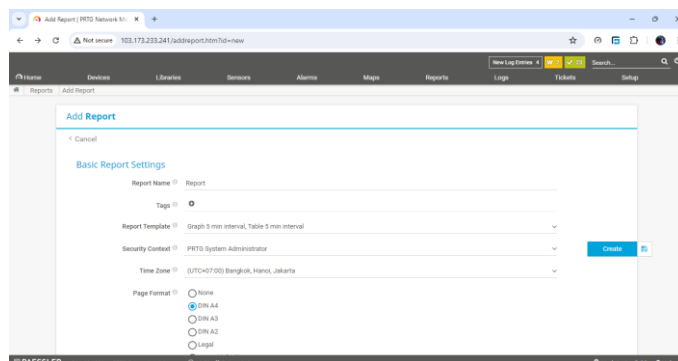 Add Report | PRTG Network Mo
Not secure 103.173.233.241/addreport.htm?id=new
New Log Entries 4 W 1 23 Search...
Home Devices Libraries Sensors Alarms Maps Reports Logs Tickets Setup
Reports Add Report
Add Report
< Cancel
Basic Report Settings
Report Name Report
Tags
Report Template Graph 5 min interval, Table 5 min interval
Security Context PRTG System Administrator
Create
Time Zone (UTC+07:00) Bangkok, Hanoi, Jakarta
Page Format None
DIN A4
DIN A3
DIN A2
Legal
PAESSLER